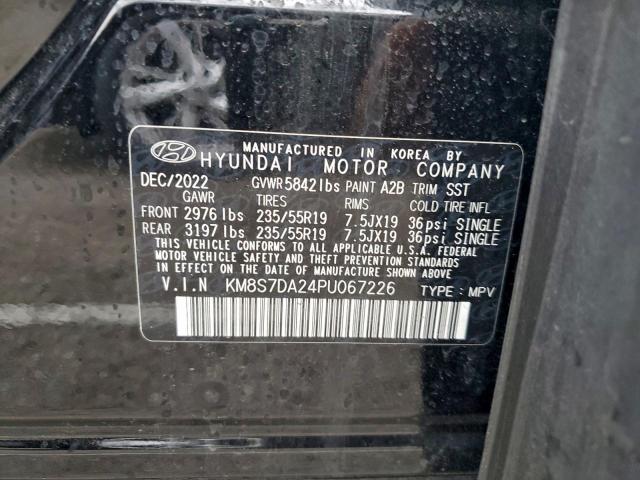 MANUFACTURED IN KOREA BY
HYUNDAI MOTOR COMPANY
DEC/2022 GVWR 5842lbs PAINT A2B TRIM SST
GAWR TIRES RIMS COLD TIRE INFL
FRONT 2976 lbs 235/55R19 7.5JX19 36psi SINGLE
REAR 3197 lbs 235/55R19 7.5JX19 36psi SINGLE
THIS VEHICLE CONFORMS TO ALL APPLICABLE U.S.A. FEDERAL
MOTOR VEHICLE SAFETY, BUMPER, AND THEFT PREVENTION STANDARDS
IN EFFECT ON THE DATE OF MANUFACTURE SHOWN ABOVE.
V.I.N KM8S7DA24PU067226 TYPE : MPV